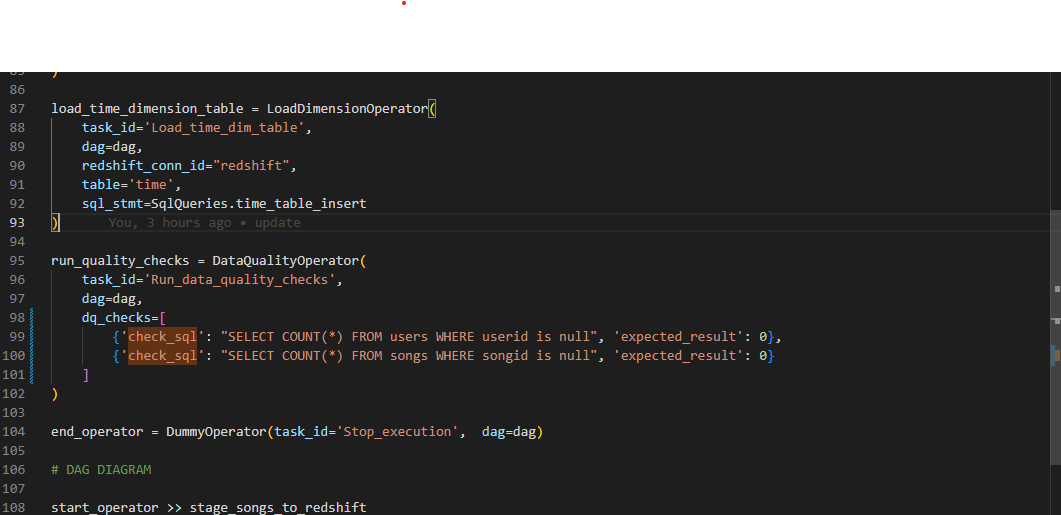 85 )
86
87 load_time_dimension_table = LoadDimensionOperator(
88     task_id='Load_time_dim_table',
89     dag=dag,
90     redshift_conn_id="redshift",
91     table='time',
92     sql_stmt=SqlQueries.time_table_insert
93 )      You, 3 hours ago • update
94
95 run_quality_checks = DataQualityOperator(
96     task_id='Run_data_quality_checks',
97     dag=dag,
98     dq_checks=[
99         {'check_sql': "SELECT COUNT(*) FROM users WHERE userid is null", 'expected_result': 0},
100         {'check_sql': "SELECT COUNT(*) FROM songs WHERE songid is null", 'expected_result': 0}
101     ]
102 )
103
104 end_operator = DummyOperator(task_id='Stop_execution',  dag=dag)
105
106 # DAG DIAGRAM
107
108 start_operator >> stage_songs_to_redshift